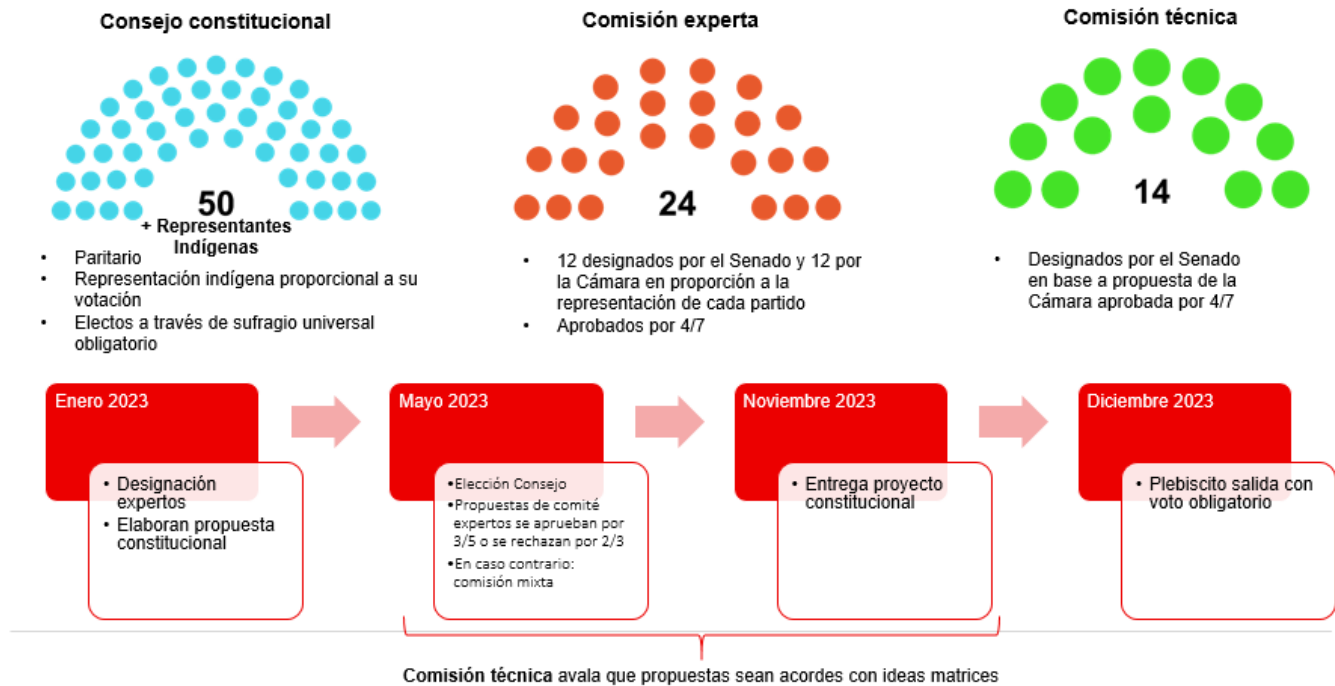 Consejo constitucional
50
+ Representantes
Indígenas
• Paritario
• Representación indígena proporcional a su
votación
• Electos a través de sufragio universal
obligatorio
Comisión experta
24
• 12 designados por el Senado y 12 por
la Cámara en proporción a la
representación de cada partido
• Aprobados por 4/7
Comisión técnica
14
• Designados por el Senado
en base a propuesta de la
Cámara aprobada por 4/7
Enero 2023
• Designación
expertos
• Elaboran propuesta
constitucional
Mayo 2023
•Elección Consejo
•Propuestas de comité
expertos se aprueban por
3/5 o se rechazan por 2/3
•En caso contrario:
comisión mixta
Noviembre 2023
• Entrega proyecto
constitucional
Diciembre 2023
• Plebiscito salida con
voto obligatorio
Comisión técnica avala que propuestas sean acordes con ideas matrices